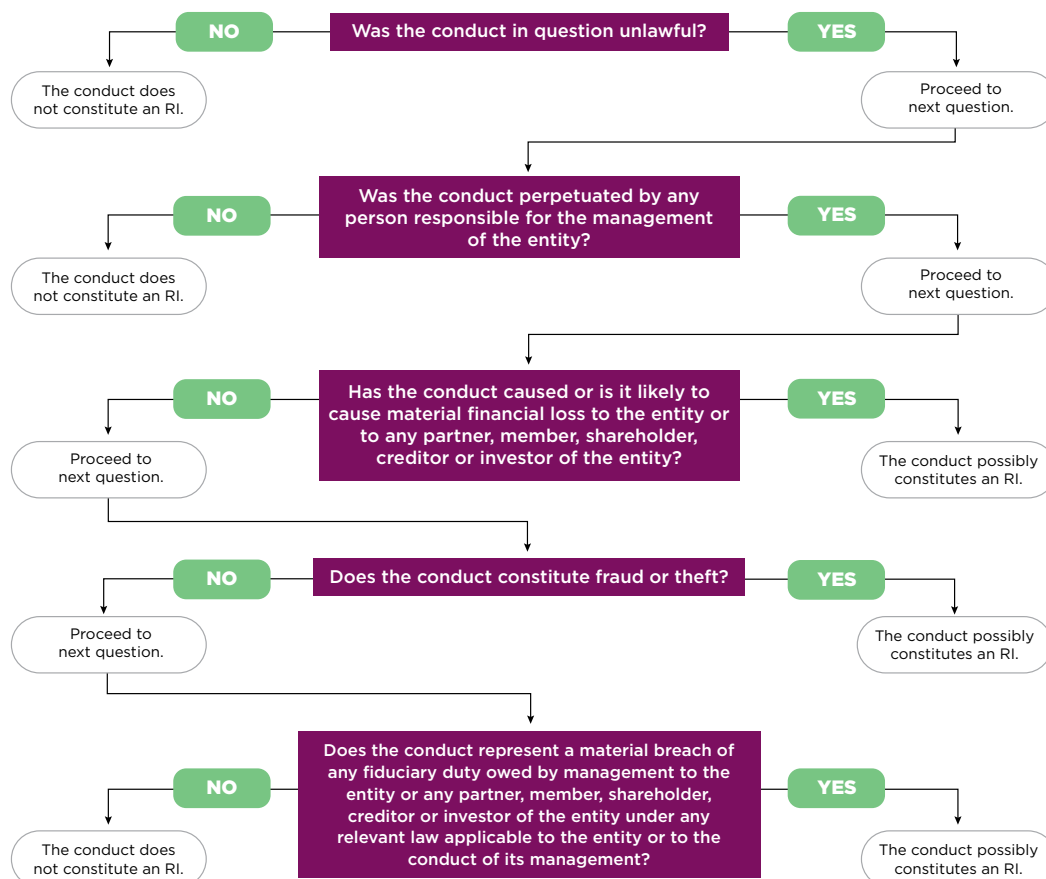 NO
Was the conduct in question unlawful?
YES
The conduct does
not constitute an RI.
Proceed to
next question.
Was the conduct perpetuated by any
person responsible for the management
of the entity?
NO
YES
The conduct does
not constitute an RI.
Proceed to
next question.
Has the conduct caused or is it likely to
cause material financial loss to the entity or
to any partner, member, shareholder,
creditor or investor of the entity?
NO
YES
Proceed to
next question.
The conduct possibly
constitutes an RI.
NO
Does the conduct constitute fraud or theft?
YES
Proceed to
next question.
The conduct possibly
constitutes an RI.
Does the conduct represent a material breach of
any fiduciary duty owed by management to the
entity or any partner, member, shareholder,
creditor or investor of the entity under any
relevant law applicable to the entity or to the
conduct of its management?
NO
YES
The conduct does
not constitute an RI.
The conduct possibly
constitutes an RI.